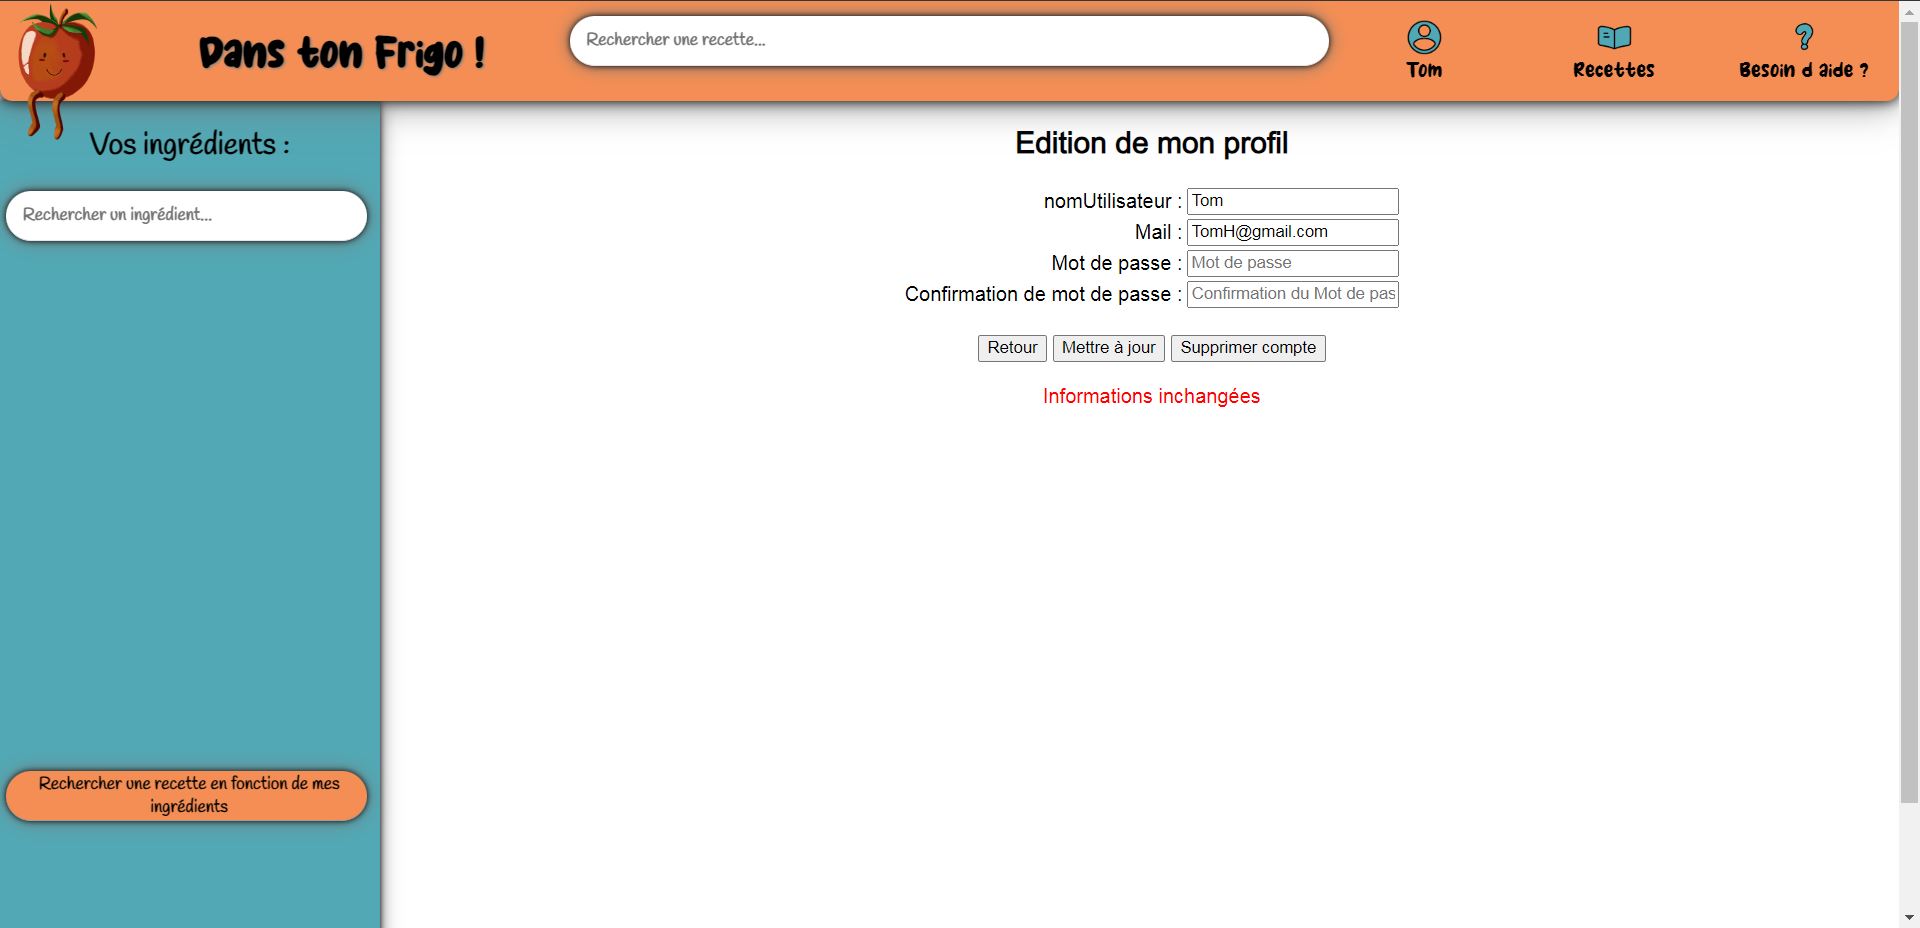 Dans ton Frigo !
Rechercher une recette...
Tom
Recettes
Besoin d aide ?
Vos ingrédients :
Rechercher un ingrédient...
Rechercher une recette en fonction de mes
ingrédients
Edition de mon profil
nomUtilisateur : Tom
Mail : TomH@gmail.com
Mot de passe : Mot de passe
Confirmation de mot de passe : Confirmation du Mot de pas
Retour Mettre à jour Supprimer compte
Informations inchangées